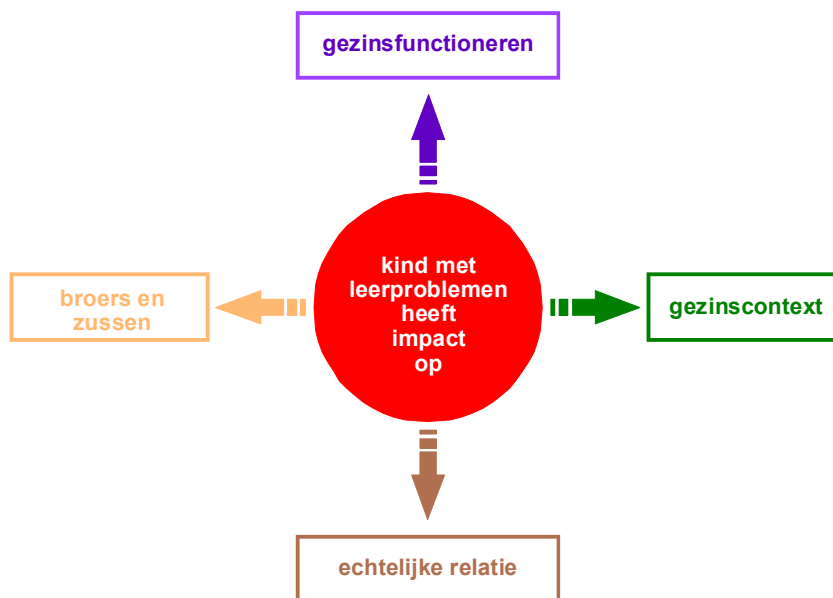 gezinsfunctioneren
kind met
leerproblemen
heeft
impact
op
broers en
zussen
gezinscontext
echtelijke relatie